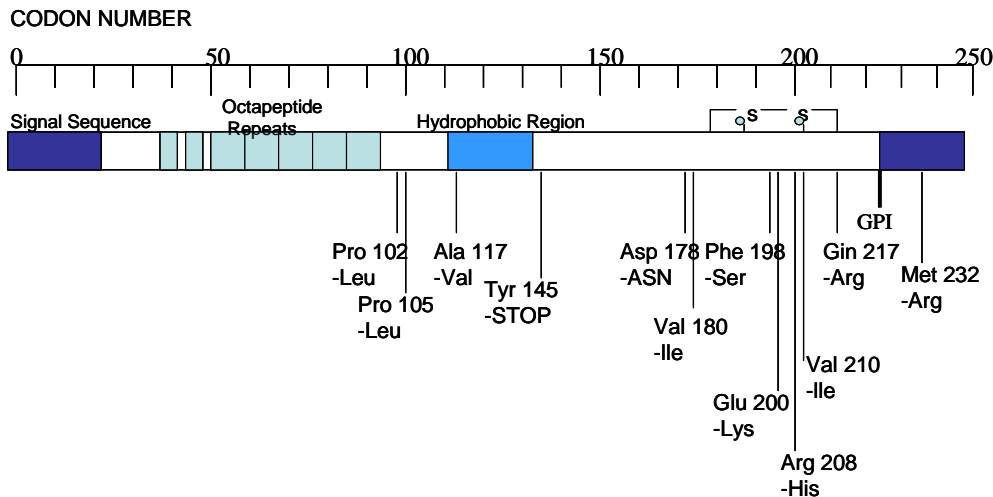 CODON NUMBER
0 50 100 150 200 250
Signal Sequence
Octapeptide
Repeats
Hydrophobic Region
S S
GPI
Pro 102
-Leu
Pro 105
-Leu
Ala 117
-Val
Tyr 145
-STOP
Asp 178
-ASN
Val 180
-Ile
Phe 198
-Ser
Glu 200
-Lys
Arg 208
-His
Val 210
-Ile
Gin 217
-Arg
Met 232
-Arg